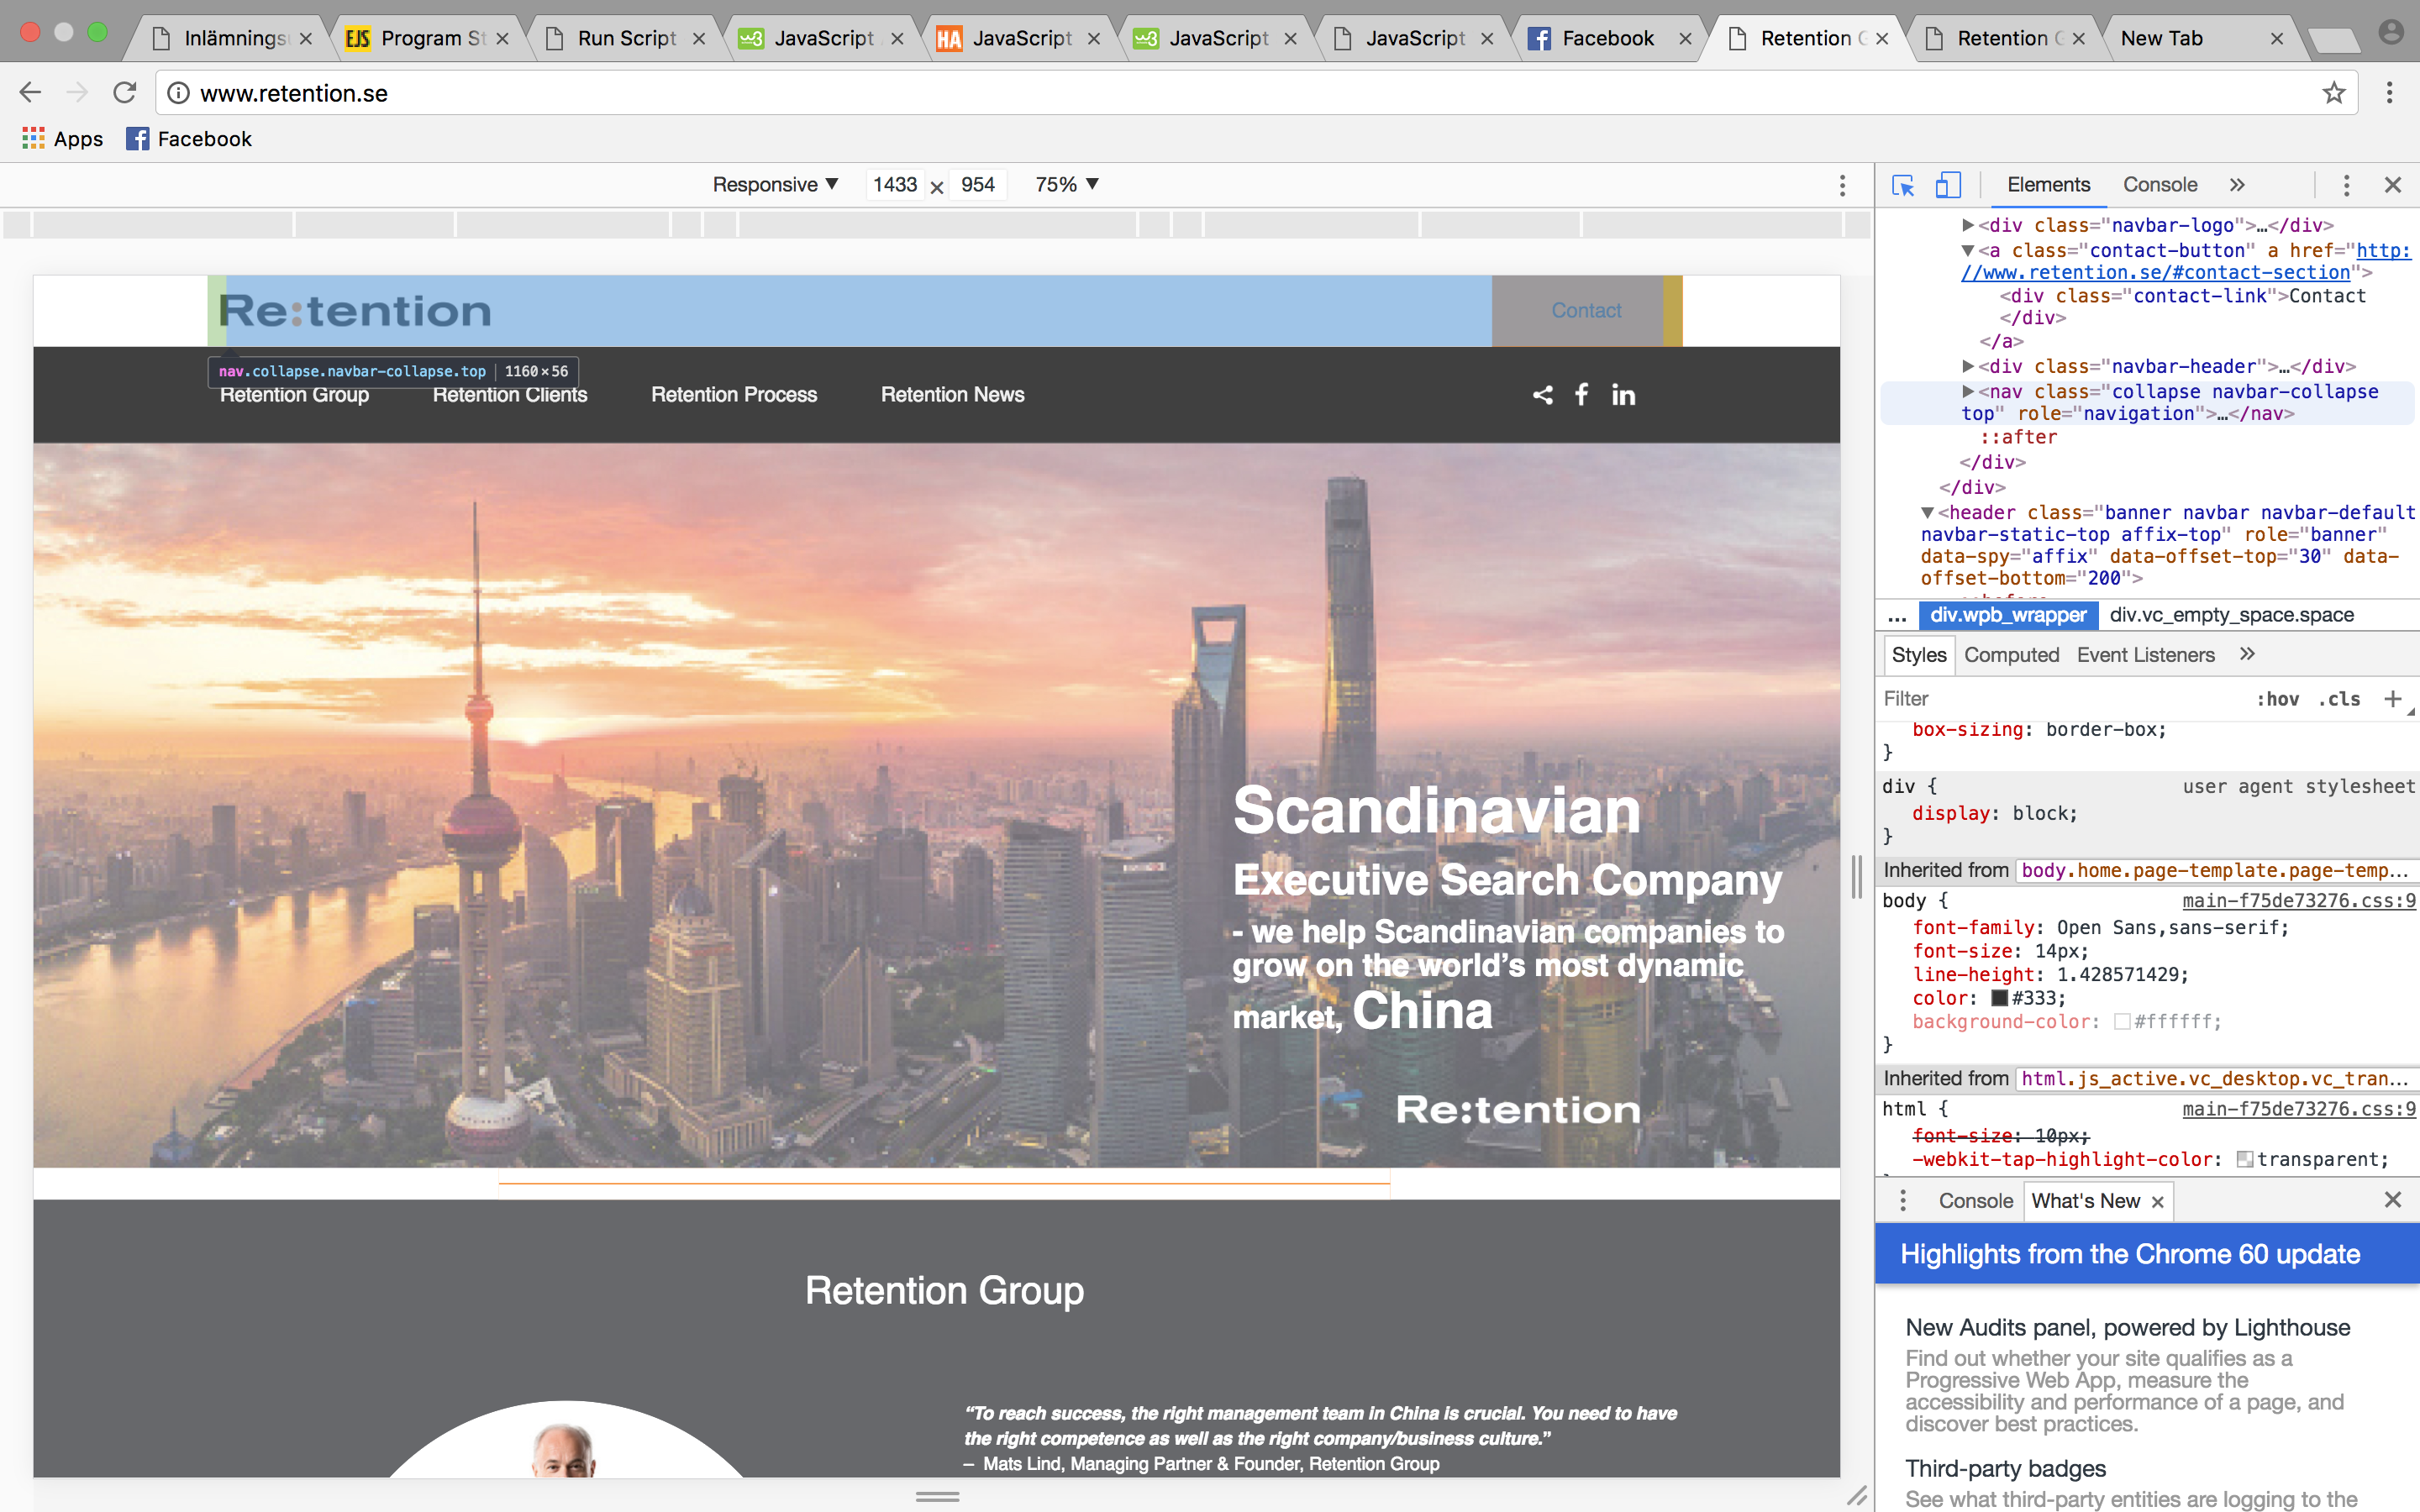 Inlämnings
Program St
Run Script
JavaScript
JavaScript
JavaScript
JavaScript
Facebook
Retention
Retention
New Tab
www.retention.se
Apps
Facebook
Responsive ▼ 1433 × 954 75% ▼
Re:tention
Contact
nav.collapse.navbar-collapse.top | 1160×56
Retention Group
Retention Clients
Retention Process
Retention News
Scandinavian
Executive Search Company
- we help Scandinavian companies to
grow on the world’s most dynamic
market, China
Re:tention
Retention Group
“To reach success, the right management team in China is crucial. You need to have
the right competence as well as the right company/business culture.”
– Mats Lind, Managing Partner & Founder, Retention Group
Elements Console »
▶<div class="navbar-logo">…</div>
▼<a class="contact-button" a href="http:
//www.retention.se/#contact-section">
<div class="contact-link">Contact
</div>
</a>
▶<div class="navbar-header">…</div>
▶<nav class="collapse navbar-collapse
top" role="navigation">…</nav>
::after
</div>
</div>
▼<header class="banner navbar navbar-default
navbar-static-top affix-top" role="banner"
data-spy="affix" data-offset-top="30" data-
offset-bottom="200">
... div.wpb_wrapper div.vc_empty_space.space
Styles Computed Event Listeners »
Filter :hov .cls +
box-sizing: border-box;
}
div { user agent stylesheet
display: block;
}
Inherited from body.home.page-template.page-temp…
body { main-f75de73276.css:9
font-family: Open Sans,sans-serif;
font-size: 14px;
line-height: 1.428571429;
color: #333;
background-color: #ffffff;
}
Inherited from html.js_active.vc_desktop.vc_tran…
html { main-f75de73276.css:9
font-size: 10px;
-webkit-tap-highlight-color: transparent;
Console What's New ×
Highlights from the Chrome 60 update
New Audits panel, powered by Lighthouse
Find out whether your site qualifies as a
Progressive Web App, measure the
accessibility and performance of a page, and
discover best practices.
Third-party badges
See what third-party entities are logging to the